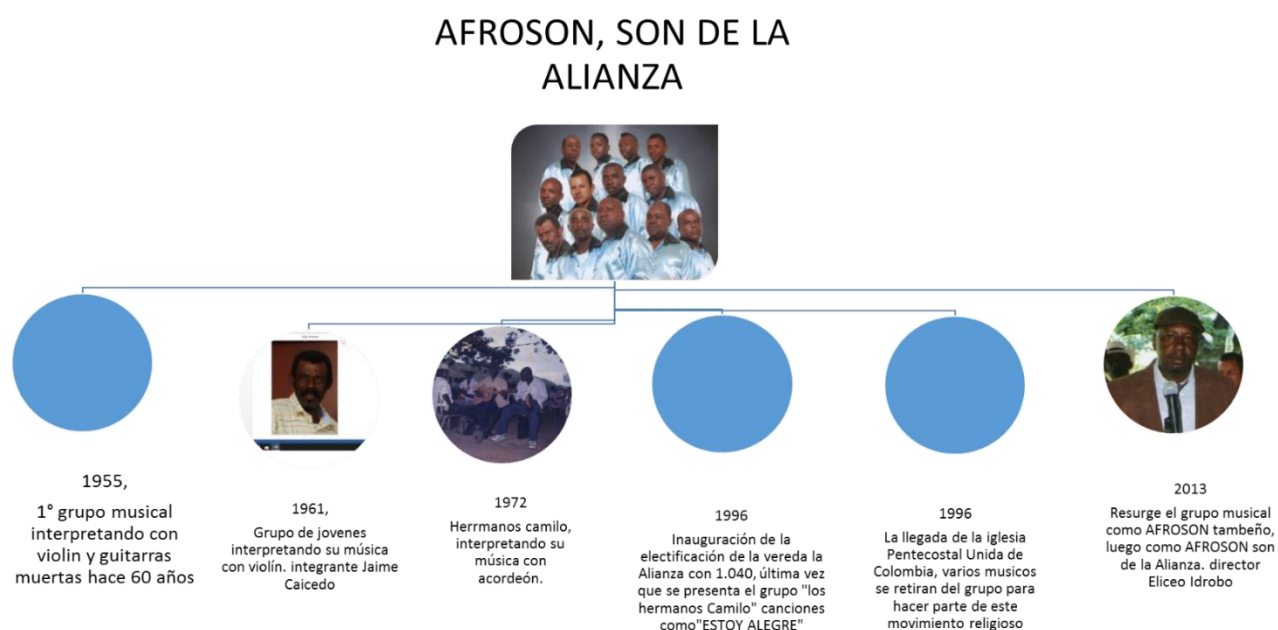 AFROSON, SON DE LA
ALIANZA
1955,
1° grupo musical
interpretando con
violin y guitarras
muertas hace 60 años
1961,
Grupo de jovenes
interpretando su música
con violín. integrante Jaime
Caicedo
1972
Herrmanos camilo,
interpretando su
música con
acordeón.
1996
Inauguración de la
electificación de la vereda la
Alianza con 1.040, última vez
que se presenta el grupo "los
hermanos Camilo" canciones
como"ESTOY ALEGRE"
1996
La llegada de la iglesia
Pentecostal Unida de
Colombia, varios musicos
se retiran del grupo para
hacer parte de este
movimiento religioso
2013
Resurge el grupo musical
como AFROSON tambeño,
luego como AFROSON son
de la Alianza. director
Eliceo Idrobo